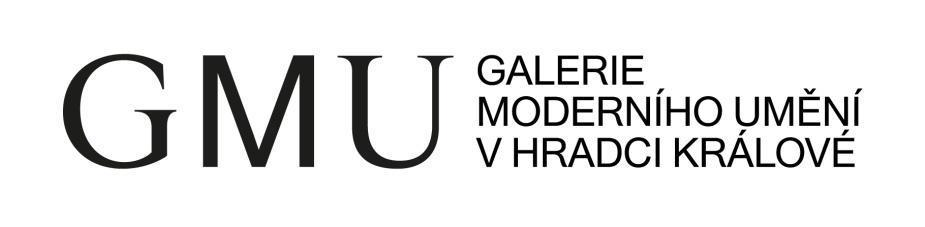 GMU
GALERIE
MODERNÍHO UMĚNÍ
V HRADCI KRÁLOVÉ